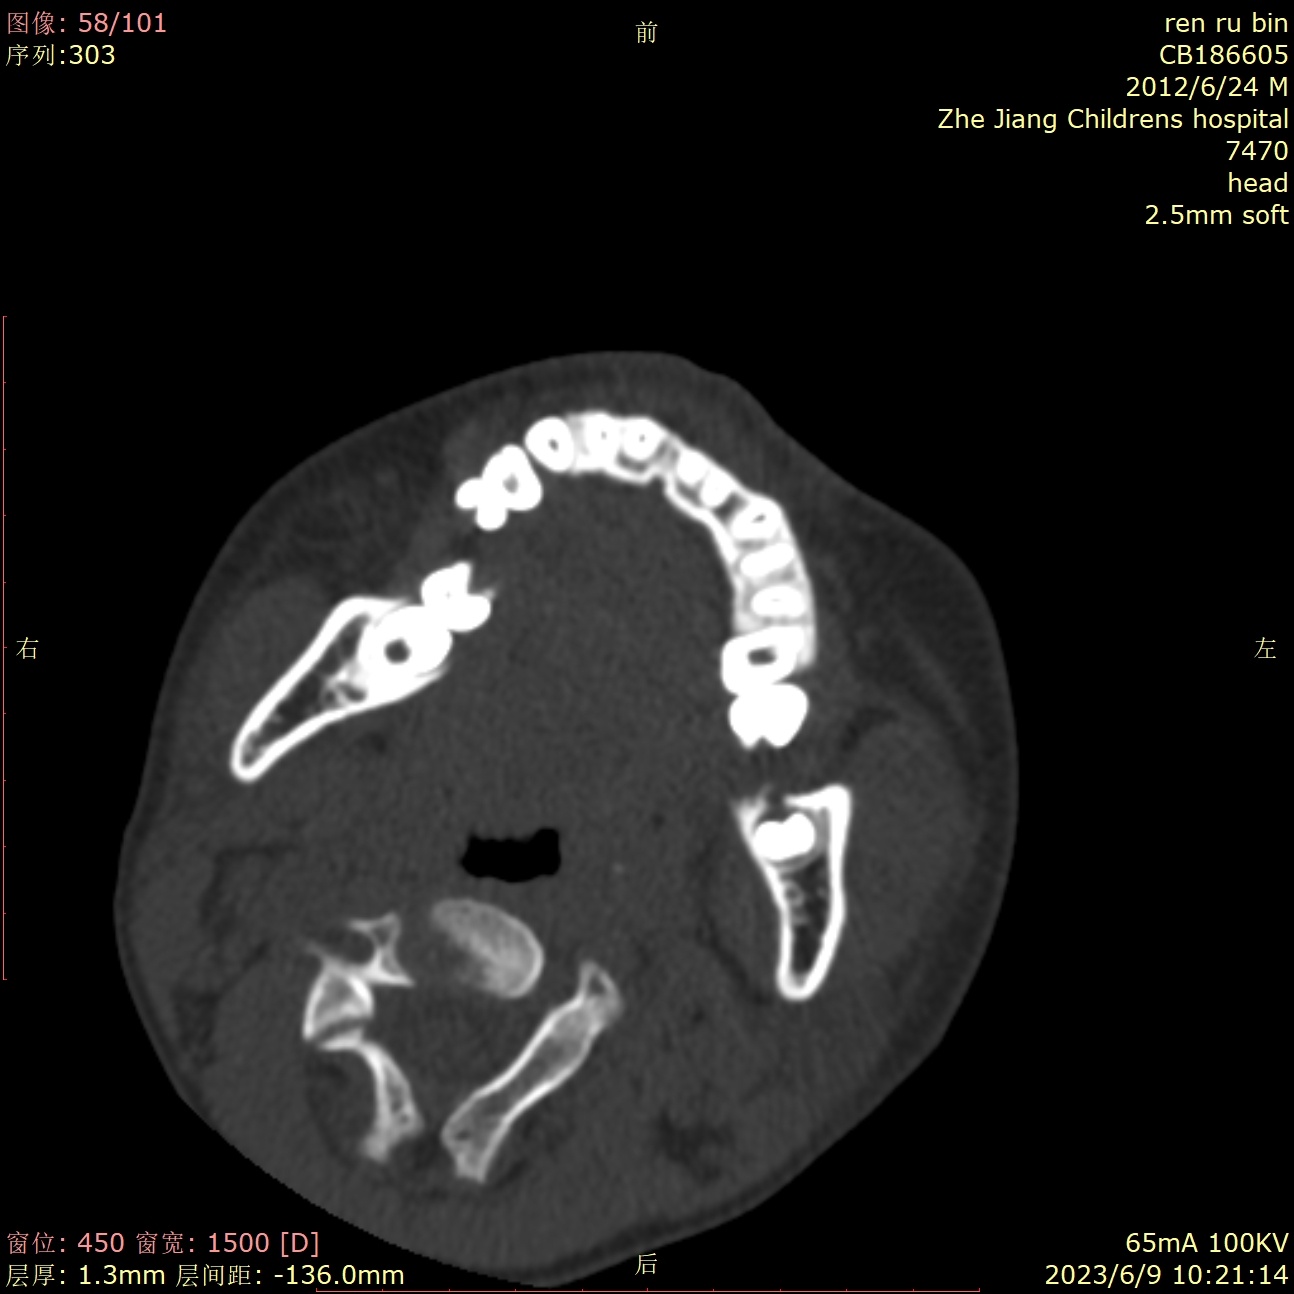 图像: 58/101
序列:303
前
ren ru bin
CB186605
2012/6/24 M
Zhe Jiang Childrens hospital
7470
head
2.5mm soft
右
左
窗位: 450 窗宽: 1500 [D]
层厚: 1.3mm 层间距: -136.0mm
后
65mA 100KV
2023/6/9 10:21:14